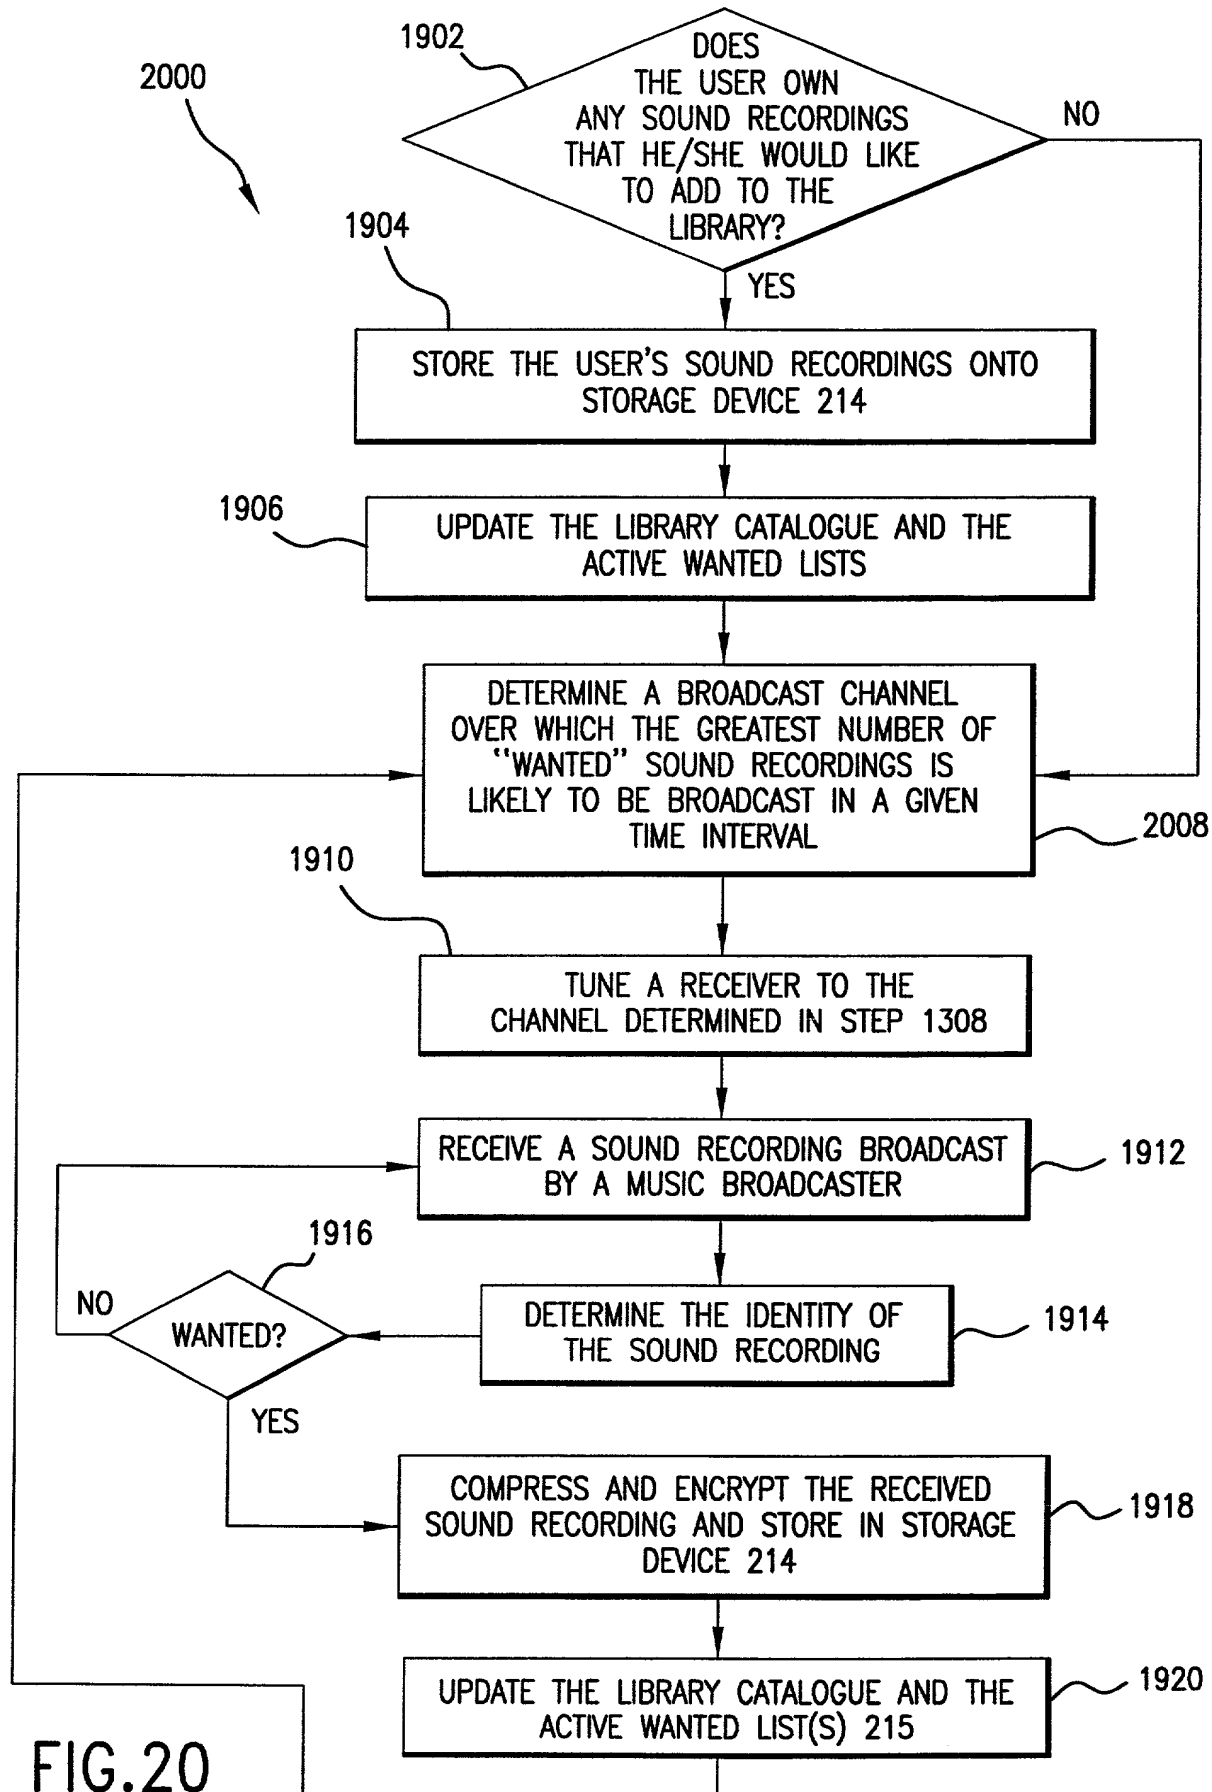 1902
DOES
THE USER OWN
ANY SOUND RECORDINGS
THAT HE/SHE WOULD LIKE
TO ADD TO THE
LIBRARY?
NO
2000
1904
YES
STORE THE USER'S SOUND RECORDINGS ONTO
STORAGE DEVICE 214
1906
UPDATE THE LIBRARY CATALOGUE AND THE
ACTIVE WANTED LISTS
DETERMINE A BROADCAST CHANNEL
OVER WHICH THE GREATEST NUMBER OF
"WANTED" SOUND RECORDINGS IS
LIKELY TO BE BROADCAST IN A GIVEN
TIME INTERVAL
2008
1910
TUNE A RECEIVER TO THE
CHANNEL DETERMINED IN STEP 1308
RECEIVE A SOUND RECORDING BROADCAST
BY A MUSIC BROADCASTER
1912
1916
NO
WANTED?
DETERMINE THE IDENTITY OF
THE SOUND RECORDING
1914
YES
COMPRESS AND ENCRYPT THE RECEIVED
SOUND RECORDING AND STORE IN STORAGE
DEVICE 214
1918
UPDATE THE LIBRARY CATALOGUE AND THE
ACTIVE WANTED LIST(S) 215
1920
FIG.20